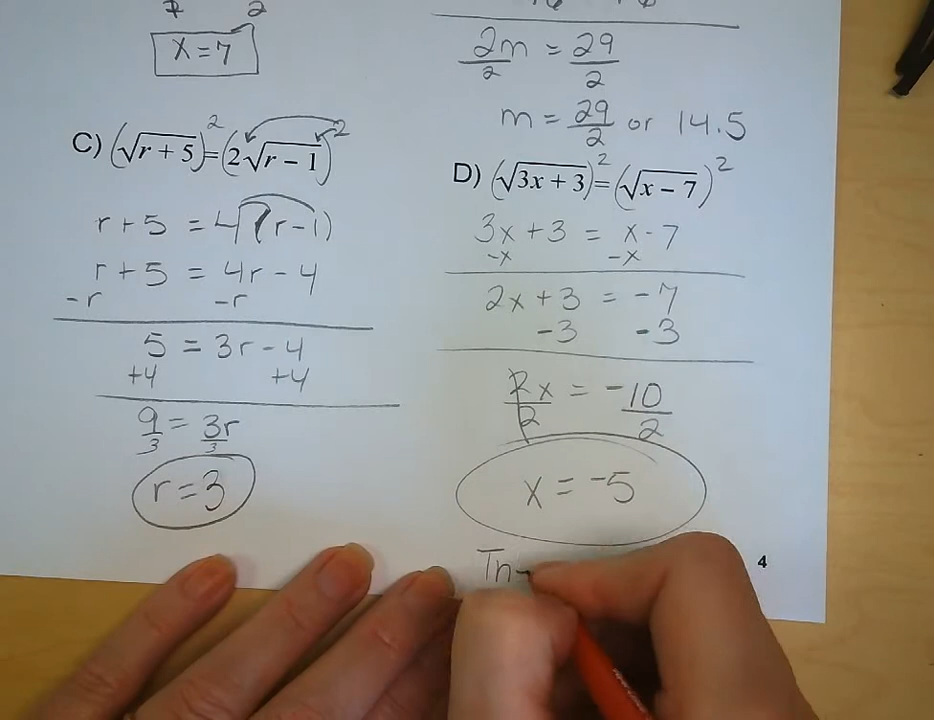 x = 7
2m/2 = 29/2
m = 29/2 or 14.5
C) (√r + 5)² = (2√r − 1)²
r + 5 = 4(r − 1)
r + 5 = 4r − 4
−r −r
5 = 3r − 4
+4 +4
9/3 = 3r/3
r = 3
D) (√3x + 3)² = (√x − 7)²
3x + 3 = x - 7
-x -x
2x + 3 = -7
-3 -3
2x/2 = -10/2
x = -5
4